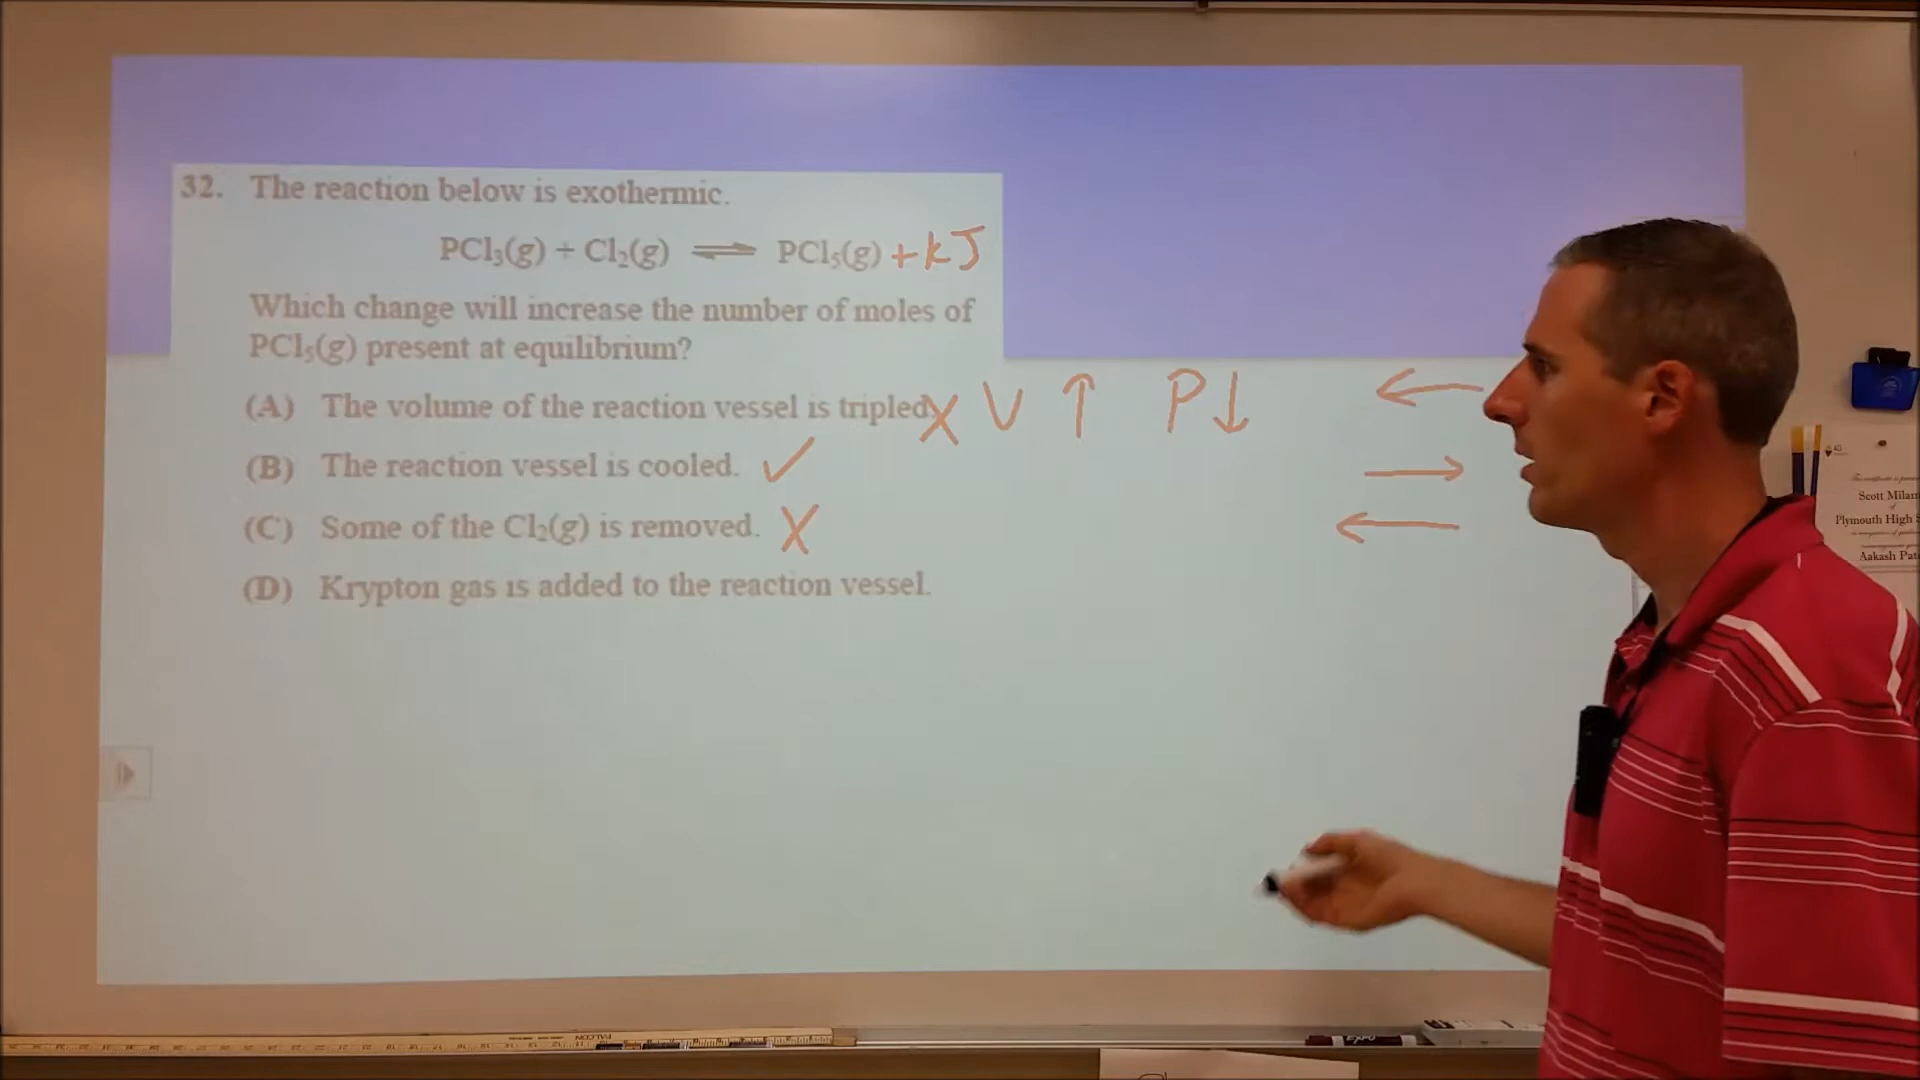 32. The reaction below is exothermic.
PCl₃(g) + Cl₂(g) ⇌ PCl₅(g) + kJ
Which change will increase the number of moles of
PCl₅(g) present at equilibrium?
(A) The volume of the reaction vessel is tripled X V ↑ P↓ ←
(B) The reaction vessel is cooled. ✓ →
(C) Some of the Cl₂(g) is removed. X ←
(D) Krypton gas is added to the reaction vessel.
Scott Milam
Plymouth High
Aakash
FALCON
EXPO